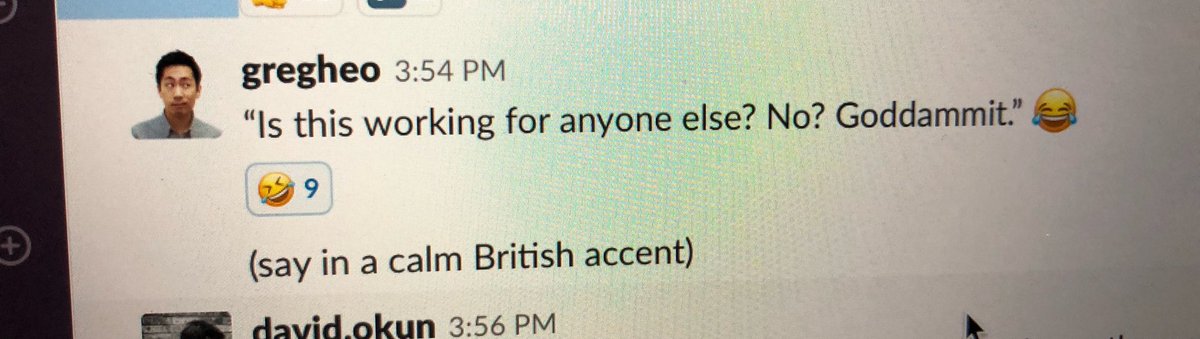 gregheo 3:54 PM
“Is this working for anyone else? No? Goddammit.” 😂
🤣 9
(say in a calm British accent)
david.okun 3:56 PM